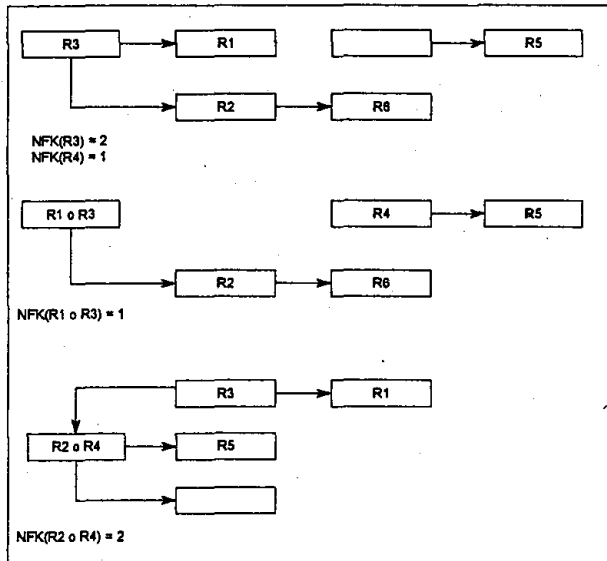 R3 R1 R5
R2 R6
NFK(R3) = 2
NFK(R4) = 1
R1 o R3 R4 R5
R2 R6
NFK(R1 o R3) = 1
R3 R1
R2 o R4 R5
NFK(R2 o R4) = 2